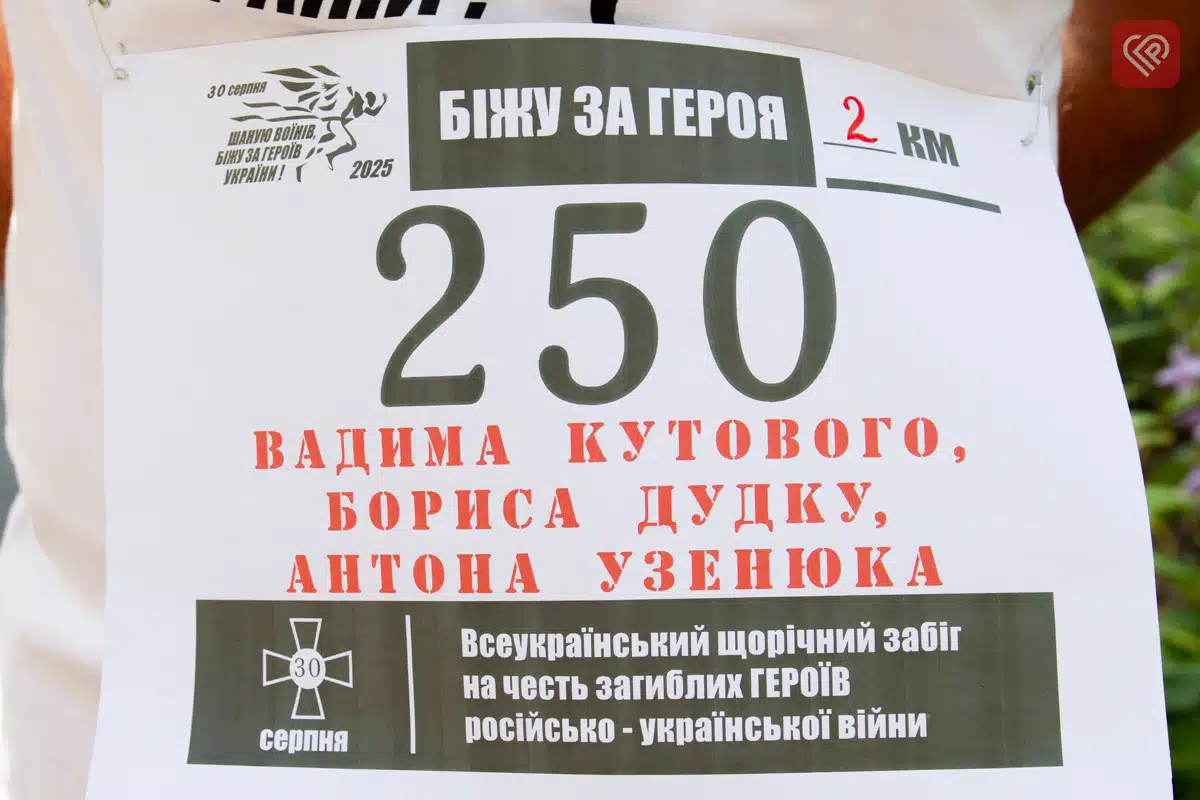 30 серпня
ШАНУЮ ВОЇНІВ,
БІЖУ ЗА ГЕРОЇВ
УКРАЇНИ !
2025
БІЖУ ЗА ГЕРОЯ
2 КМ
250
ВАДИМА КУТОВОГО,
БОРИСА ДУДКУ,
АНТОНА УЗЕНЮКА
30
серпня
Всеукраїнський щорічний забіг
на честь загиблих ГЕРОЇВ
російсько - української війни